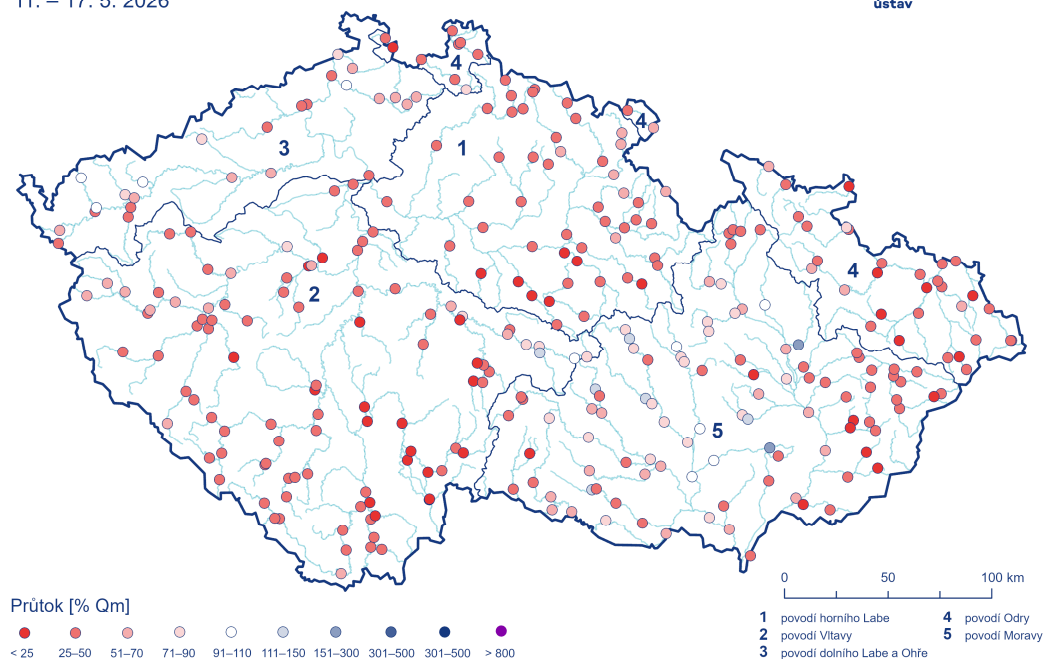 11. – 17. 5. 2026
ústav
4
4
3
1
4
2
5
0 50 100 km
Průtok [% Qm]
< 25 25–50 51–70 71–90 91–110 111–150 151–300 301–500 301–500 > 800
1 povodí horního Labe
2 povodí Vltavy
3 povodí dolního Labe a Ohře
4 povodí Odry
5 povodí Moravy